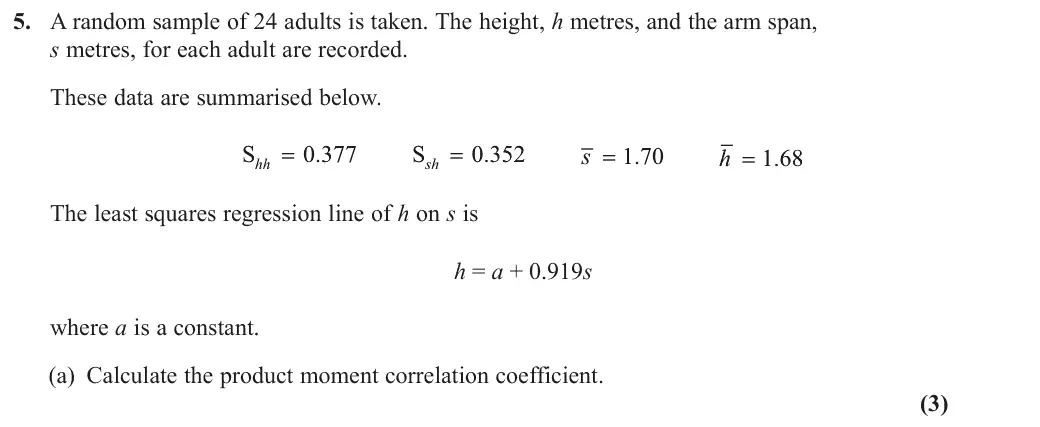 5. A random sample of 24 adults is taken. The height, h metres, and the arm span,
s metres, for each adult are recorded.
These data are summarised below.
S_hh = 0.377 S_sh = 0.352 s̅ = 1.70 h̅ = 1.68
The least squares regression line of h on s is
h = a + 0.919s
where a is a constant.
(a) Calculate the product moment correlation coefficient.
(3)